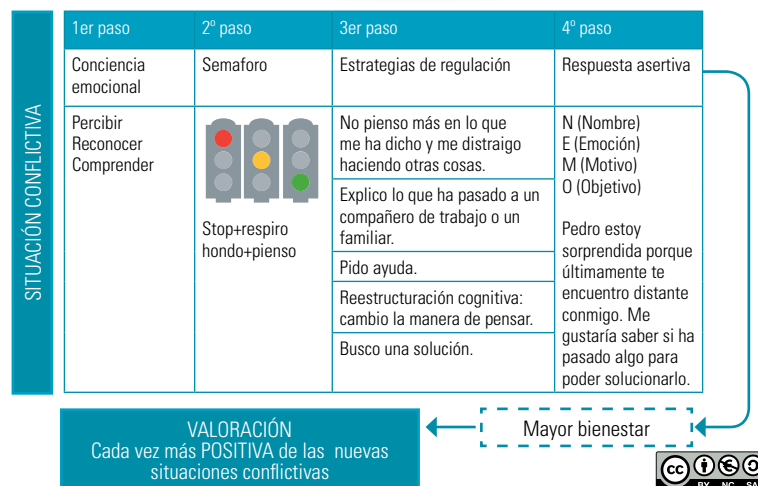 SITUACIÓN CONFLICTIVA
1er paso
2º paso
3er paso
4º paso
Conciencia
emocional
Semaforo
Estrategias de regulación
Respuesta asertiva
Percibir
Reconocer
Comprender
Stop+respiro
hondo+pienso
No pienso más en lo que
me ha dicho y me distraigo
haciendo otras cosas.
Explico lo que ha pasado a un
compañero de trabajo o un
familiar.
Pido ayuda.
Reestructuración cognitiva:
cambio la manera de pensar.
Busco una solución.
N (Nombre)
E (Emoción)
M (Motivo)
O (Objetivo)
Pedro estoy
sorprendida porque
últimamente te
encuentro distante
conmigo. Me
gustaría saber si ha
pasado algo para
poder solucionarlo.
Mayor bienestar
VALORACIÓN
Cada vez más POSITIVA de las nuevas
situaciones conflictivas
cc
BY NC SA